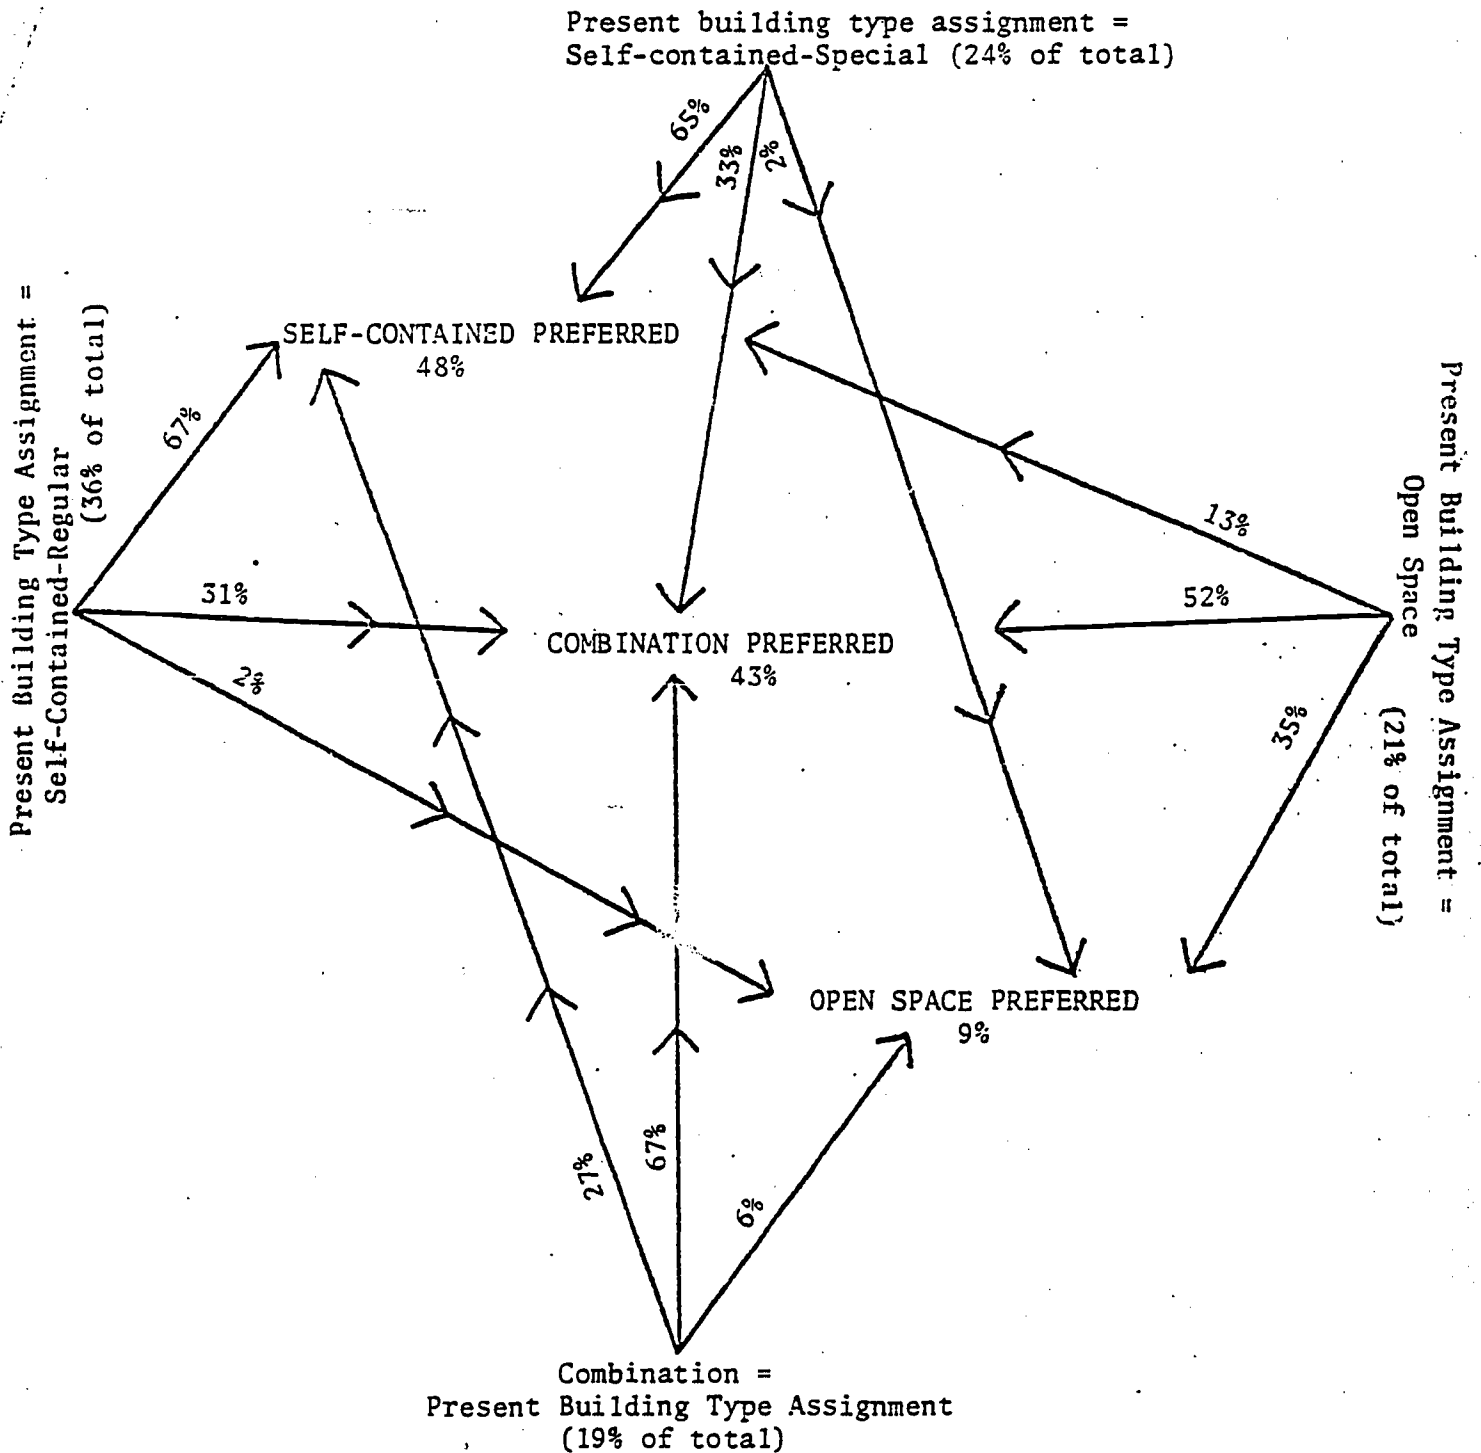 Present building type assignment =
Self-contained-Special (24% of total)
65%
33%
2%
SELF-CONTAINED PREFERRED
48%
Present Building Type Assignment =
Self-Contained-Regular
(36% of total)
67%
31%
2%
13%
52%
35%
Present Building Type Assignment =
Open Space
(21% of total)
COMBINATION PREFERRED
43%
OPEN SPACE PREFERRED
9%
27%
67%
6%
Combination =
Present Building Type Assignment
(19% of total)